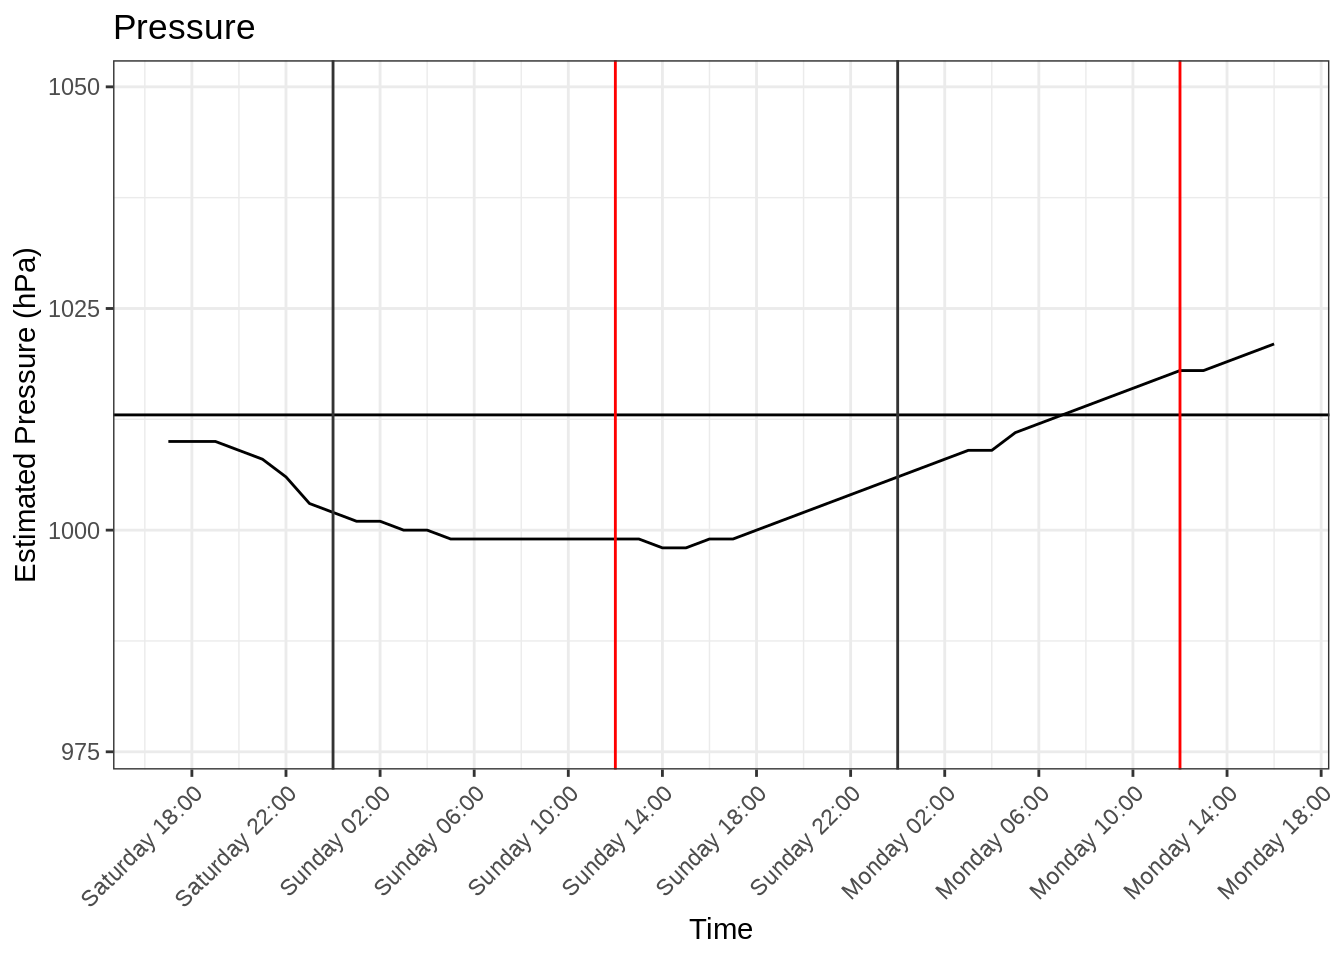 Pressure
Estimated Pressure (hPa)
1050
1025
1000
975
Saturday 18:00
Saturday 22:00
Sunday 02:00
Sunday 06:00
Sunday 10:00
Sunday 14:00
Sunday 18:00
Sunday 22:00
Monday 02:00
Monday 06:00
Monday 10:00
Monday 14:00
Monday 18:00
Time